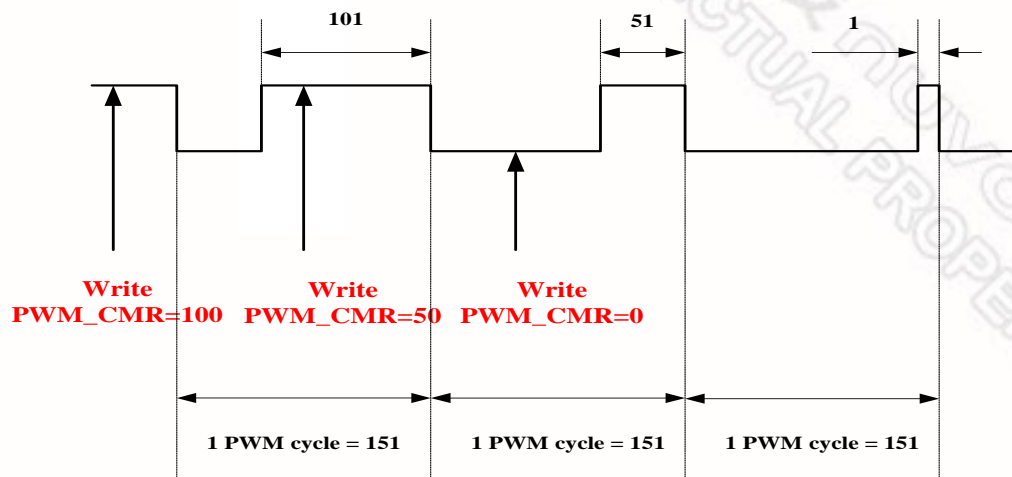 101
51
1
Write
PWM_CMR=100
Write
PWM_CMR=50
Write
PWM_CMR=0
1 PWM cycle = 151
1 PWM cycle = 151
1 PWM cycle = 151